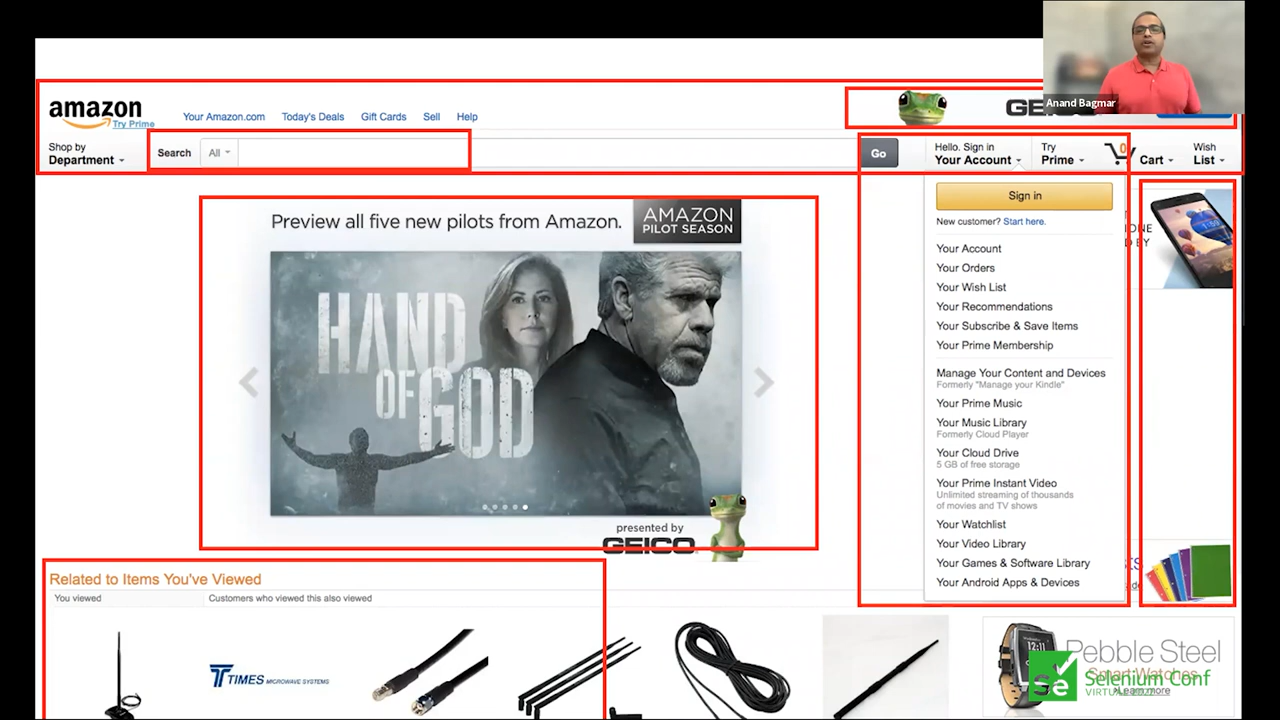 Anand Bagmar
amazon
Try Prime
Your Amazon.com Today's Deals Gift Cards Sell Help
Shop by
Department
Search All
Go
Hello. Sign in
Your Account
Try
Prime
0
Cart
Wish
List
Sign in
New customer? Start here.
Your Account
Your Orders
Your Wish List
Your Recommendations
Your Subscribe & Save Items
Your Prime Membership
Manage Your Content and Devices
Formerly "Manage your Kindle"
Your Prime Music
Your Music Library
Formerly Cloud Player
Your Cloud Drive
5 GB of free storage
Your Prime Instant Video
Unlimited streaming of thousands
of movies and TV shows
Your Watchlist
Your Video Library
Your Games & Software Library
Your Android Apps & Devices
Preview all five new pilots from Amazon.
AMAZON
PILOT SEASON
HAND
OF GOD
presented by
GEICO
Related to Items You've Viewed
You viewed Customers who viewed this also viewed
TIMES MICROWAVE SYSTEMS
12:11
Pebble Steel
Smart Watches
Learn more
Se
Selenium Conf